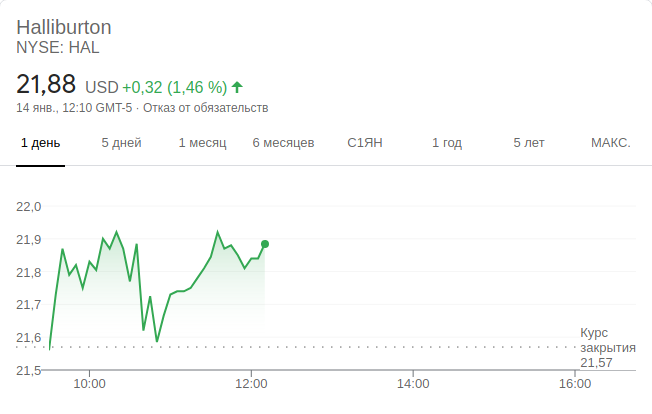 Halliburton
NYSE: HAL
21,88 USD +0,32 (1,46 %)
14 янв., 12:10 GMT-5 · Отказ от обязательств
1 день 5 дней 1 месяц 6 месяцев С1ЯН 1 год 5 лет МАКС.
22,0
21,9
21,8
21,7
21,6
21,5
Курс
закрытия
21,57
10:00 12:00 14:00 16:00